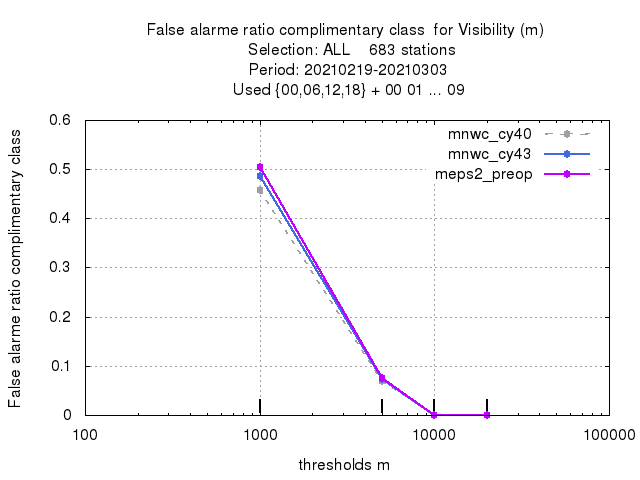 False alarme ratio complimentary class  for Visibility (m)
Selection: ALL    683 stations
Period: 20210219-20210303
Used {00,06,12,18} + 00 01 ... 09
mnwc_cy40
mnwc_cy43
meps2_preop
False alarme ratio complimentary class
0.6
0.5
0.4
0.3
0.2
0.1
0
100 1000 10000 100000
thresholds m